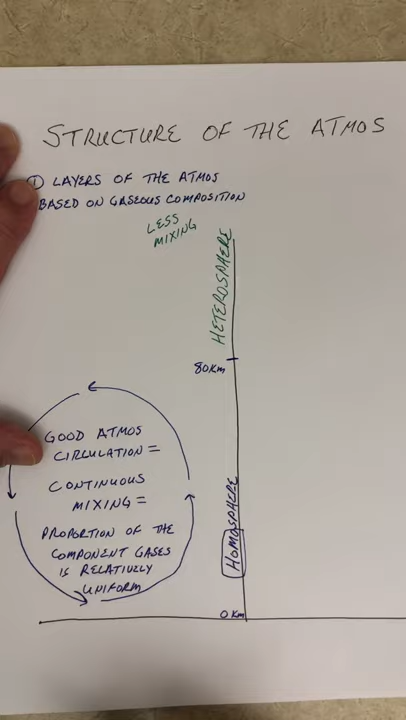 STRUCTURE OF THE ATMOS
① LAYERS OF THE ATMOS
BASED ON GASEOUS COMPOSITION
LESS
MIXING
HETEROSPHERE
80KM
GOOD ATMOS
CIRCULATION =
CONTINUOUS
MIXING =
PROPORTION OF THE
COMPONENT GASES
IS RELATIVLY
UNIFORM
HOMOSPHERE
0 KM